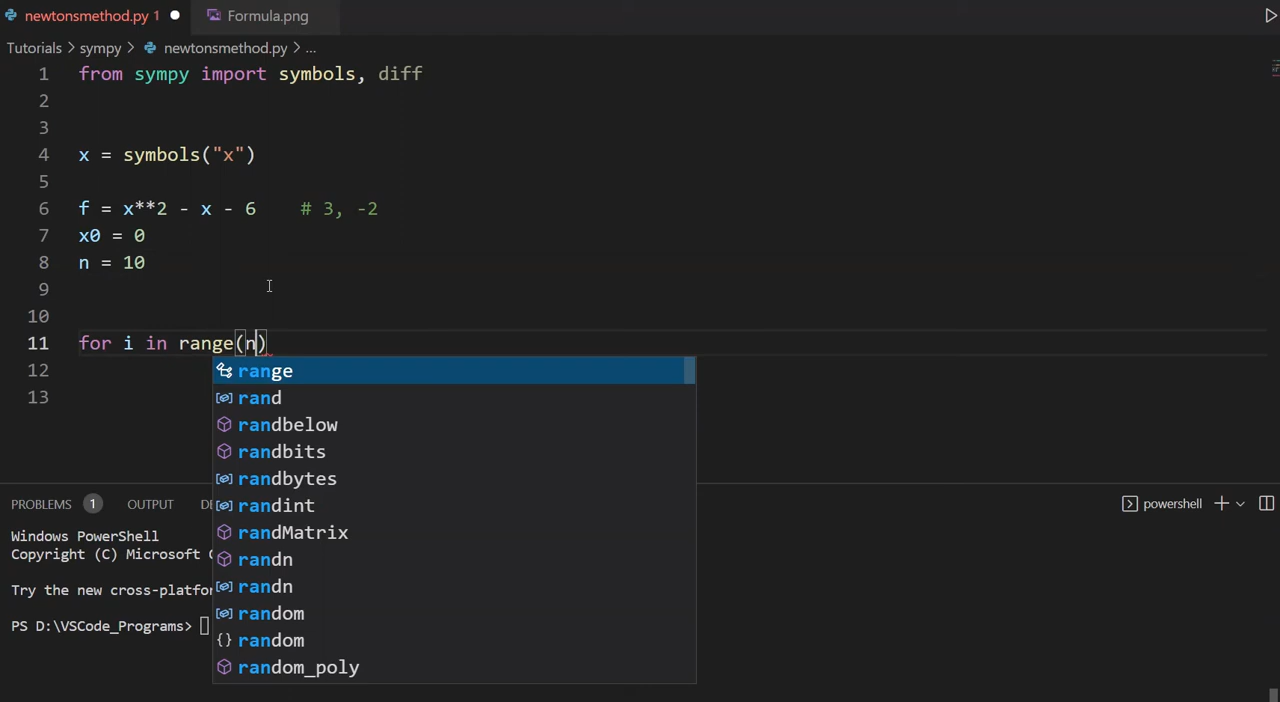 newtonsmethod.py 1 Formula.png
Tutorials > sympy > newtonsmethod.py > ...
1 from sympy import symbols, diff
2
3
4 x = symbols("x")
5
6 f = x**2 - x - 6 # 3, -2
7 x0 = 0
8 n = 10
9
10
11 for i in range(n)
12
13
range
rand
randbelow
randbits
randbytes
randint
randMatrix
randn
randn
random
random
random_poly
PROBLEMS 1 OUTPUT powershell
Windows PowerShell
Copyright (C) Microsoft
Try the new
PS D:\VSCode_Programs>